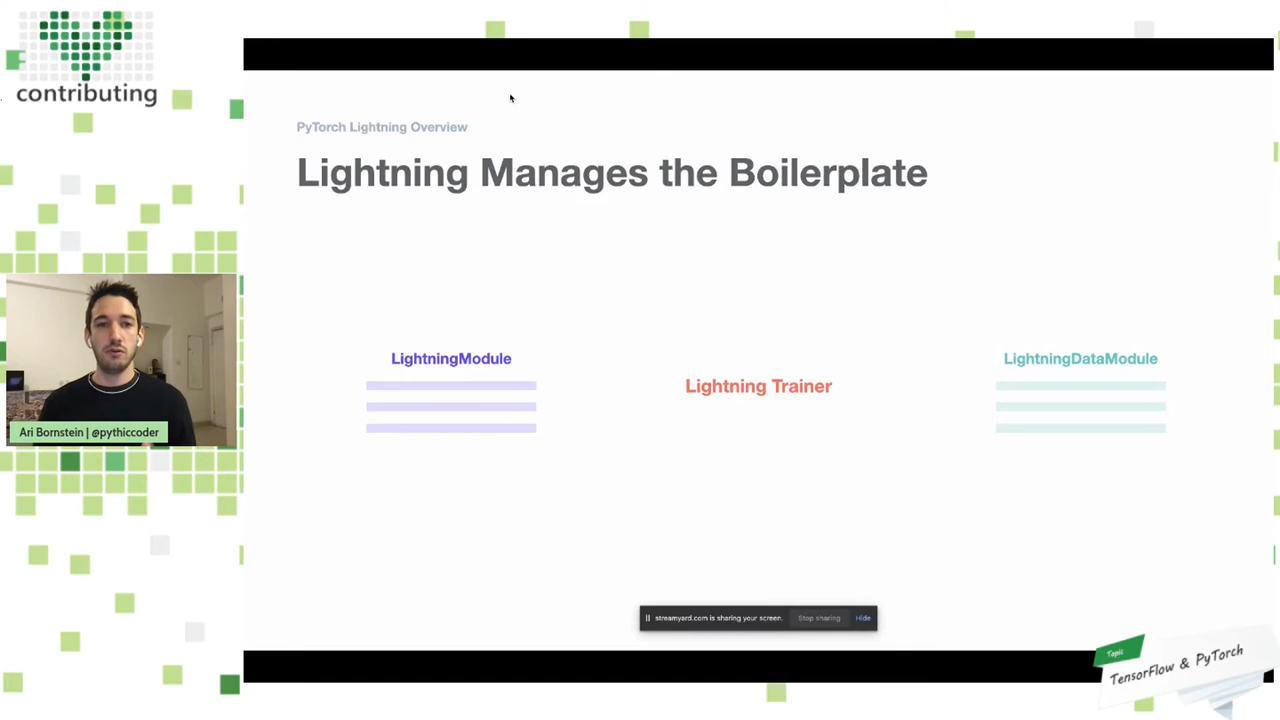 contributing
PyTorch Lightning Overview
Lightning Manages the Boilerplate
LightningModule
Lightning Trainer
LightningDataModule
Ari Bornstein | @pythiccoder
streamyard.com is sharing your screen.
Stop sharing
Hide
Topic
TensorFlow & PyTorch